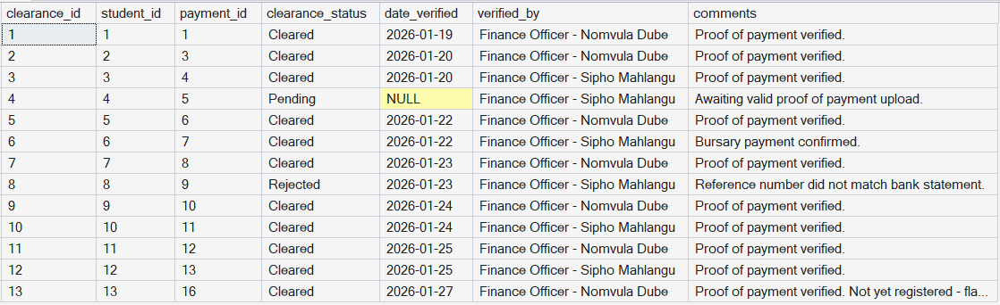 clearance_id student_id payment_id clearance_status date_verified verified_by comments
1 1 1 Cleared 2026-01-19 Finance Officer - Nomvula Dube Proof of payment verified.
2 2 3 Cleared 2026-01-20 Finance Officer - Nomvula Dube Proof of payment verified.
3 3 4 Cleared 2026-01-20 Finance Officer - Sipho Mahlangu Proof of payment verified.
4 4 5 Pending NULL Finance Officer - Sipho Mahlangu Awaiting valid proof of payment upload.
5 5 6 Cleared 2026-01-22 Finance Officer - Nomvula Dube Proof of payment verified.
6 6 7 Cleared 2026-01-22 Finance Officer - Sipho Mahlangu Bursary payment confirmed.
7 7 8 Cleared 2026-01-23 Finance Officer - Nomvula Dube Proof of payment verified.
8 8 9 Rejected 2026-01-23 Finance Officer - Sipho Mahlangu Reference number did not match bank statement.
9 9 10 Cleared 2026-01-24 Finance Officer - Nomvula Dube Proof of payment verified.
10 10 11 Cleared 2026-01-24 Finance Officer - Sipho Mahlangu Proof of payment verified.
11 11 12 Cleared 2026-01-25 Finance Officer - Nomvula Dube Proof of payment verified.
12 12 13 Cleared 2026-01-25 Finance Officer - Sipho Mahlangu Proof of payment verified.
13 13 16 Cleared 2026-01-27 Finance Officer - Nomvula Dube Proof of payment verified. Not yet registered - fla...